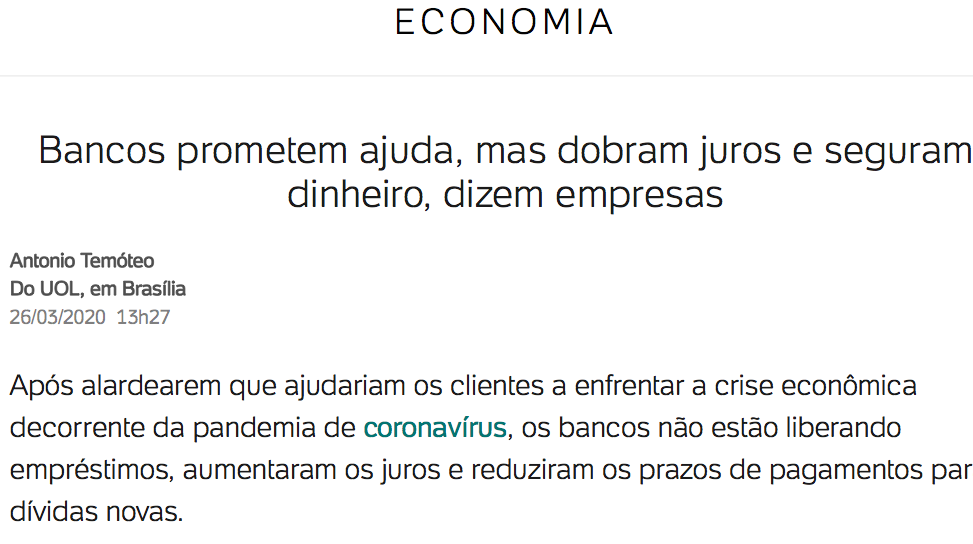 ECONOMIA
Bancos prometem ajuda, mas dobram juros e seguram
dinheiro, dizem empresas
Antonio Temóteo
Do UOL, em Brasília
26/03/2020 13h27
Após alardearem que ajudariam os clientes a enfrentar a crise econômica
decorrente da pandemia de coronavírus, os bancos não estão liberando
empréstimos, aumentaram os juros e reduziram os prazos de pagamentos par
dívidas novas.